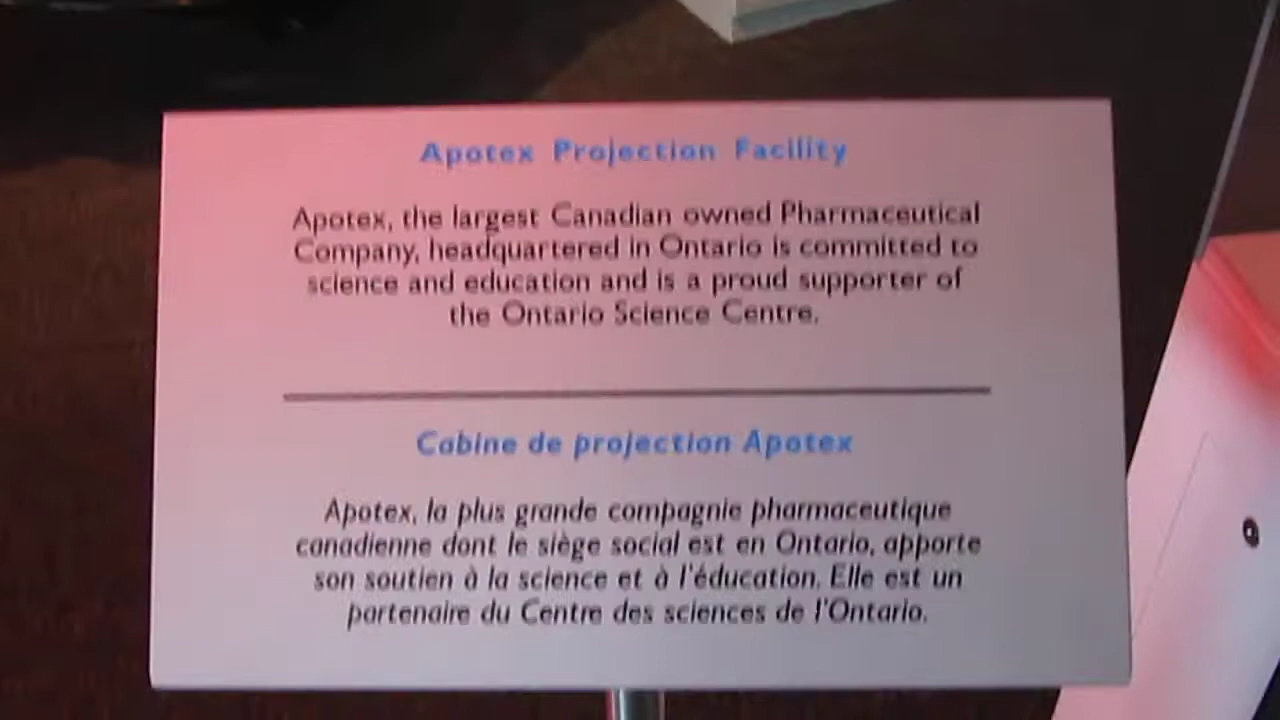 Apotex Projection Facility
Apotex, the largest Canadian owned Pharmaceutical
Company, headquartered in Ontario is committed to
science and education and is a proud supporter of
the Ontario Science Centre.
Cabine de projection Apotex
Apotex, la plus grande compagnie pharmaceutique
canadienne dont le siège social est en Ontario, apporte
son soutien à la science et à l'éducation. Elle est un
partenaire du Centre des sciences de l'Ontario.